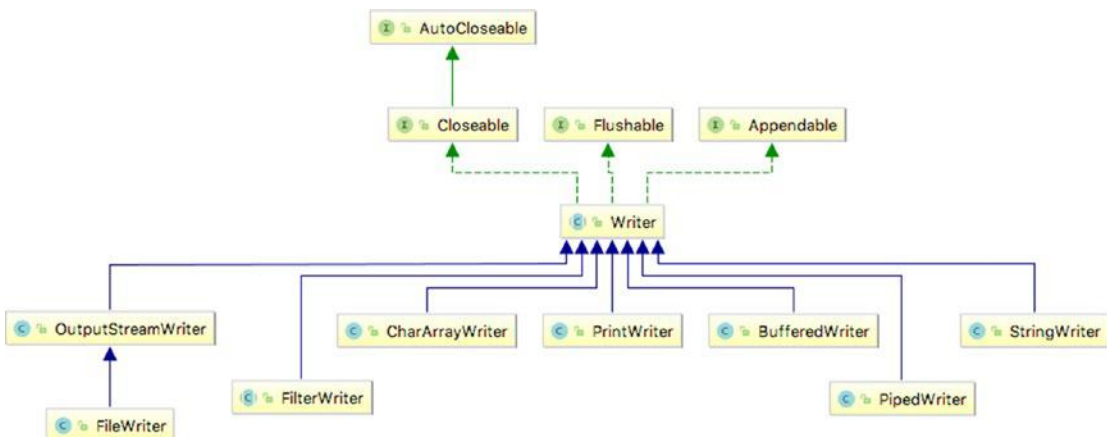 I AutoCloseable
I Closeable
I Flushable
I Appendable
C Writer
C OutputStreamWriter
C CharArrayWriter
C PrintWriter
C BufferedWriter
C StringWriter
C FilterWriter
C PipedWriter
C FileWriter